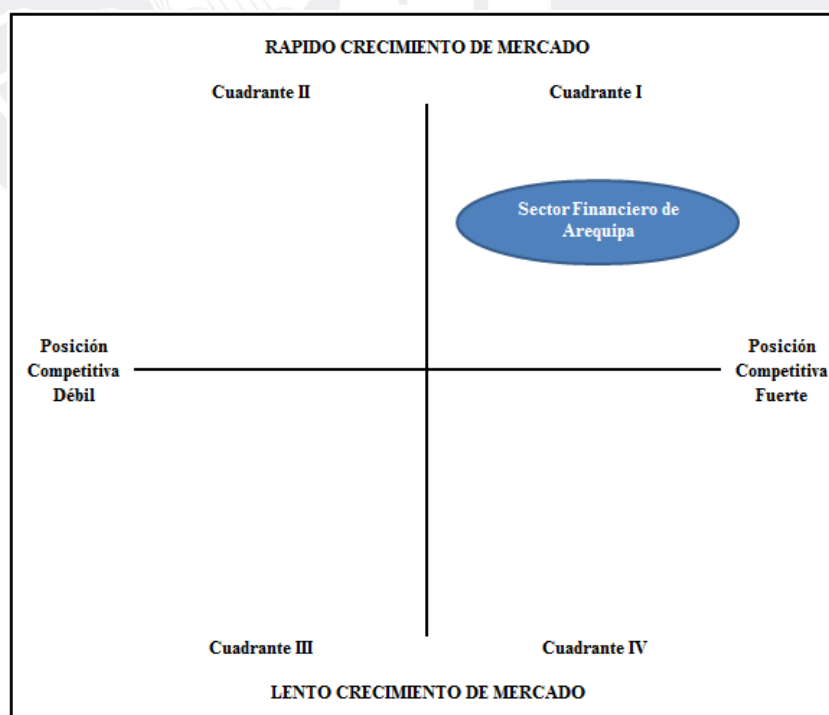 RAPIDO CRECIMIENTO DE MERCADO
Cuadrante II
Cuadrante I
Sector Financiero de
Arequipa
Posición
Competitiva
Débil
Posición
Competitiva
Fuerte
Cuadrante III
Cuadrante IV
LENTO CRECIMIENTO DE MERCADO